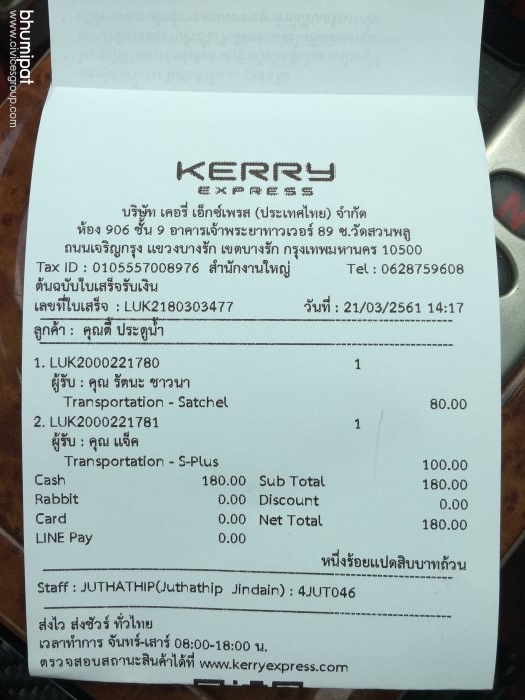 bhumipat
www.civicesgroup.com
KERRY
EXPRESS
บริษัท เคอรี่ เอ็กซ์เพรส (ประเทศไทย) จำกัด
ห้อง 906 ชั้น 9 อาคารเจ้าพระยาทาวเวอร์ 89 ซ.วัดสวนพลู
ถนนเจริญกรุง แขวงบางรัก เขตบางรัก กรุงเทพมหานคร 10500
Tax ID : 0105557008976 สำนักงานใหญ่ Tel : 0628759608
ต้นฉบับใบเสร็จรับเงิน
เลขที่ใบเสร็จ : LUK2180303477 วันที่ : 21/03/2561 14:17
ลูกค้า : คุณตี๋ ประตูน้ำ
1. LUK2000221780 1
ผู้รับ : คุณ รัตนะ ชาวนา
Transportation - Satchel 80.00
2. LUK2000221781 1
ผู้รับ : คุณ แจ็ค
Transportation - S-Plus 100.00
Cash 180.00 Sub Total 180.00
Rabbit 0.00 Discount 0.00
Card 0.00 Net Total 180.00
LINE Pay 0.00
หนึ่งร้อยแปดสิบบาทถ้วน
Staff : JUTHATHIP(Juthathip Jindain) : 4JUT046
ส่งไว ส่งชัวร์ ทั่วไทย
เวลาทำการ จันทร์-เสาร์ 08:00-18:00 น.
ตรวจสอบสถานะสินค้าได้ที่ www.kerryexpress.com